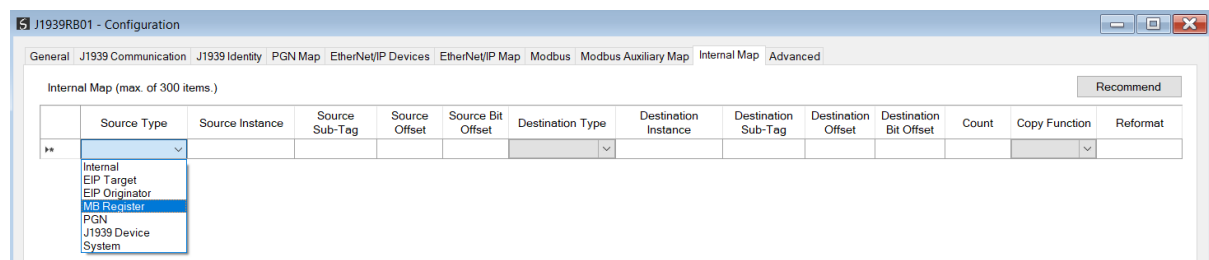 J1939RB01 - Configuration
General J1939 Communication J1939 Identity PGN Map EtherNet/IP Devices EtherNet/IP Map Modbus Modbus Auxiliary Map Internal Map Advanced
Internal Map (max. of 300 items.) Recommend
Source Type Source Instance Source Sub-Tag Source Offset Source Bit Offset Destination Type Destination Instance Destination Sub-Tag Destination Offset Destination Bit Offset Count Copy Function Reformat
Internal
EIP Target
EIP Originator
MB Register
PGN
J1939 Device
System